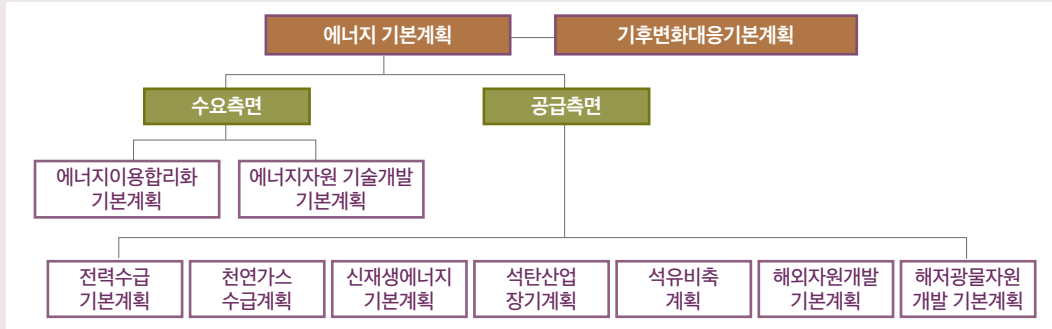 에너지 기본계획
기후변화대응기본계획
수요측면
공급측면
에너지이용합리화
기본계획
에너지자원 기술개발
기본계획
전력수급
기본계획
천연가스
수급계획
신재생에너지
기본계획
석탄산업
장기계획
석유비축
계획
해외자원개발
기본계획
해저광물자원
개발 기본계획